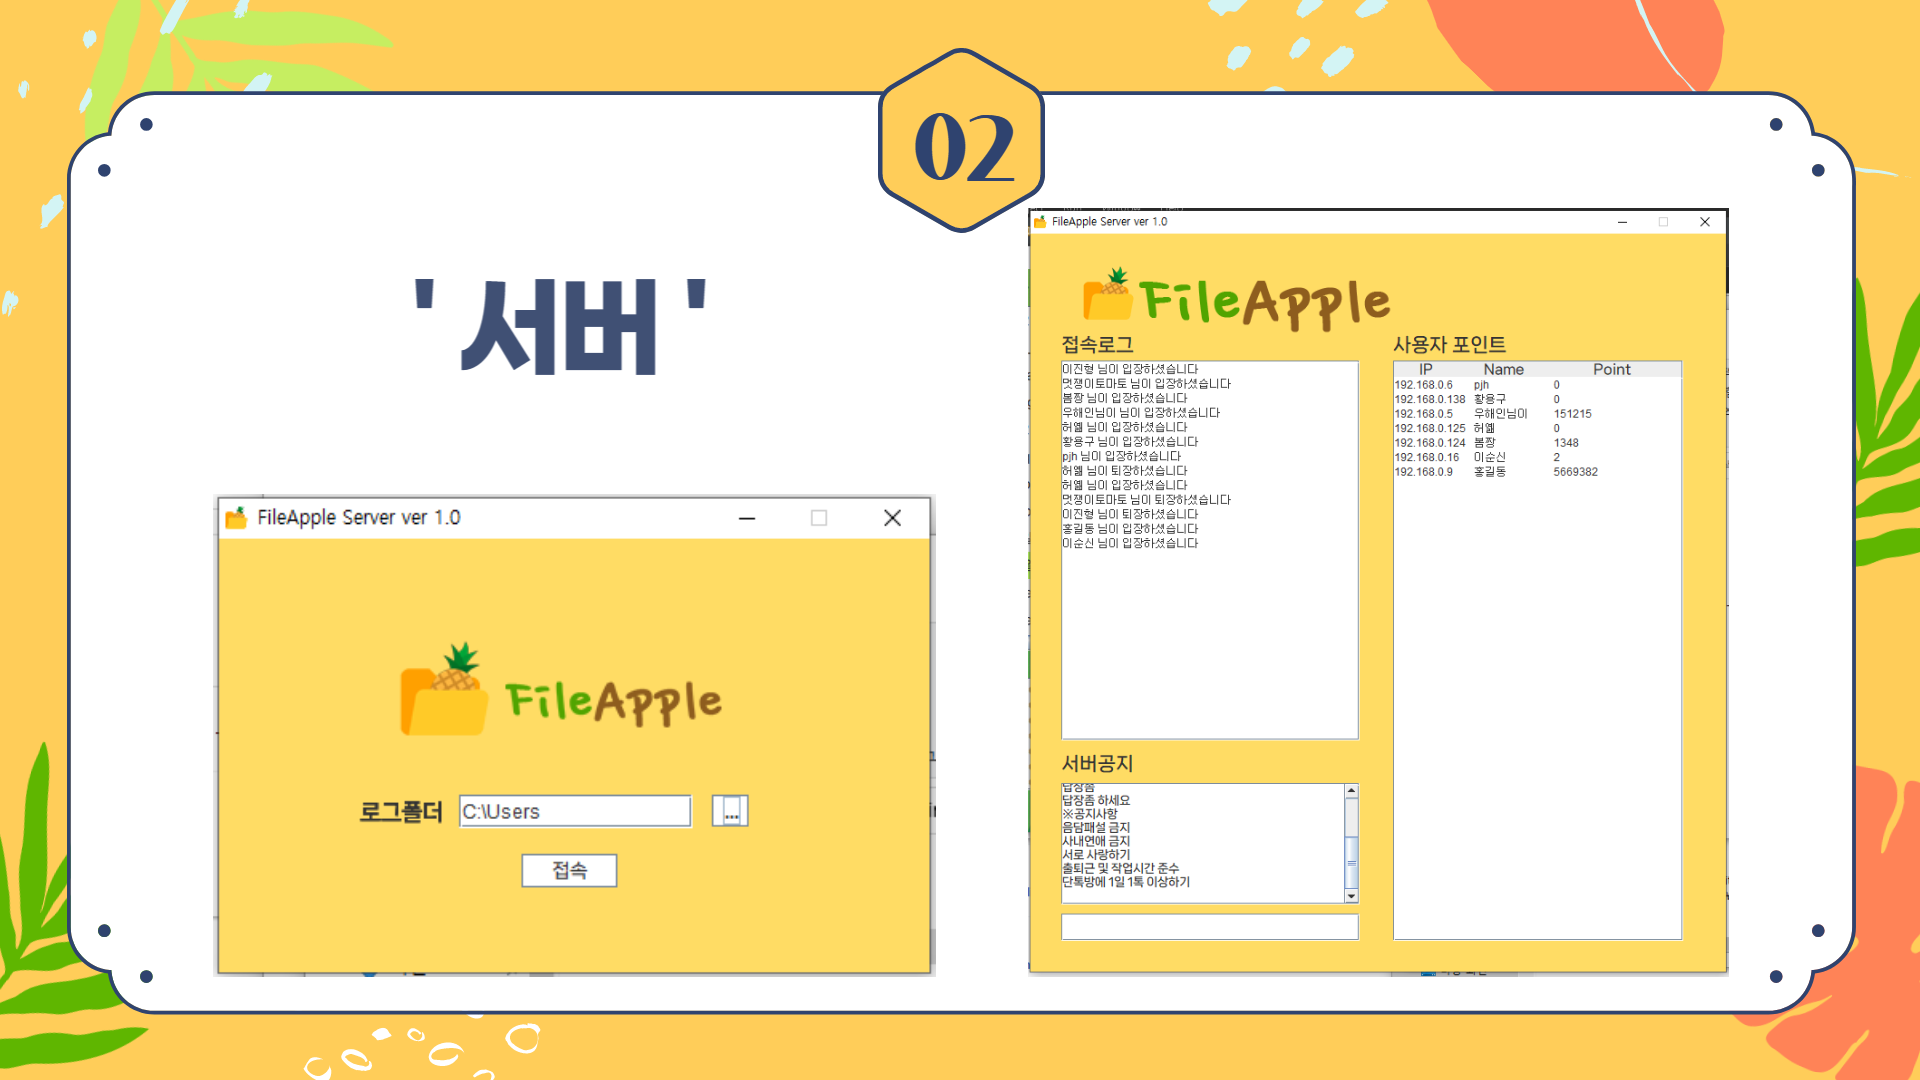 02
' 서버 '
FileApple Server ver 1.0
FileApple
로그폴더 C:\Users ...
접속
FileApple Server ver 1.0
FileApple
접속로그
이진형 님이 입장하셨습니다
멋쟁이토마토 님이 입장하셨습니다
봄짱 님이 입장하셨습니다
우해인님이 님이 입장하셨습니다
허옐 님이 입장하셨습니다
황용구 님이 입장하셨습니다
pjh 님이 입장하셨습니다
허옐 님이 퇴장하셨습니다
허옐 님이 입장하셨습니다
멋쟁이토마토 님이 퇴장하셨습니다
이진형 님이 퇴장하셨습니다
홍길동 님이 입장하셨습니다
이순신 님이 입장하셨습니다
사용자 포인트
IP Name Point
192.168.0.6 pjh 0
192.168.0.138 황용구 0
192.168.0.5 우해인님이 151215
192.168.0.125 허옐 0
192.168.0.124 봄짱 1348
192.168.0.16 이순신 2
192.168.0.9 홍길동 5669382
서버공지
답장좀
답장좀 하세요
※공지사항
음담패설 금지
사내연애 금지
서로 사랑하기
출퇴근 및 작업시간 준수
단톡방에 1일 1톡 이상하기